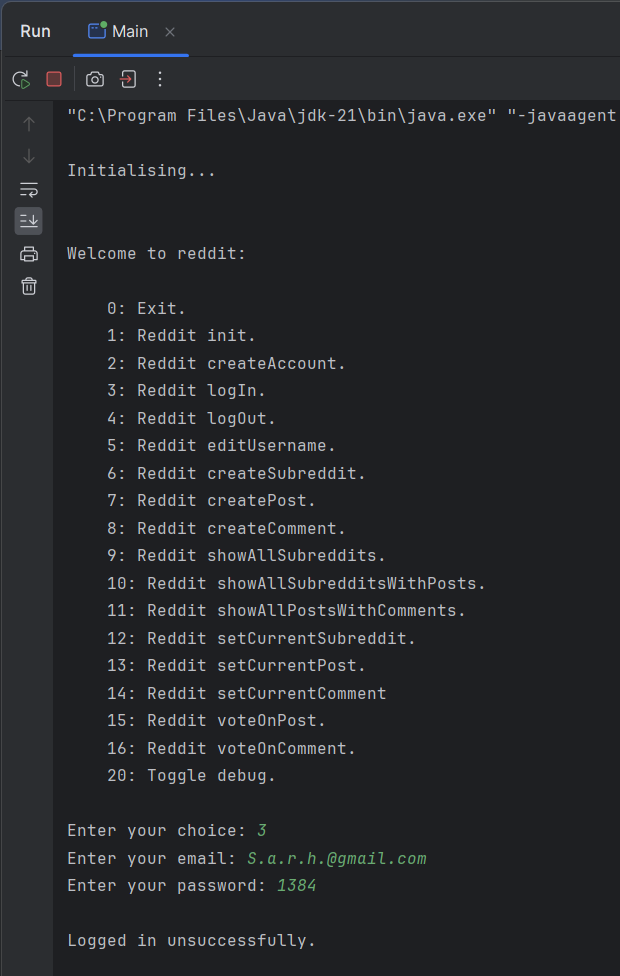 Run Main
"C:\Program Files\Java\jdk-21\bin\java.exe" "-javaagent
Initialising...
Welcome to reddit:
0: Exit.
1: Reddit init.
2: Reddit createAccount.
3: Reddit logIn.
4: Reddit logOut.
5: Reddit editUsername.
6: Reddit createSubreddit.
7: Reddit createPost.
8: Reddit createComment.
9: Reddit showAllSubreddits.
10: Reddit showAllSubredditsWithPosts.
11: Reddit showAllPostsWithComments.
12: Reddit setCurrentSubreddit.
13: Reddit setCurrentPost.
14: Reddit setCurrentComment
15: Reddit voteOnPost.
16: Reddit voteOnComment.
20: Toggle debug.
Enter your choice: 3
Enter your email: S.a.r.h.@gmail.com
Enter your password: 1384
Logged in unsuccessfully.